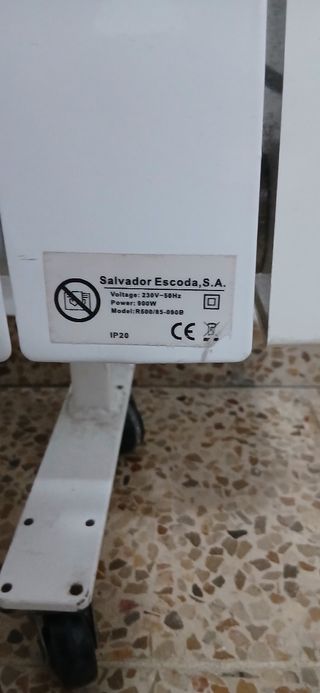 Salvador Escoda, S.A.
Voltage: 230V~50Hz
Power: 900W
Model: R500/85-090B
IP20
CE